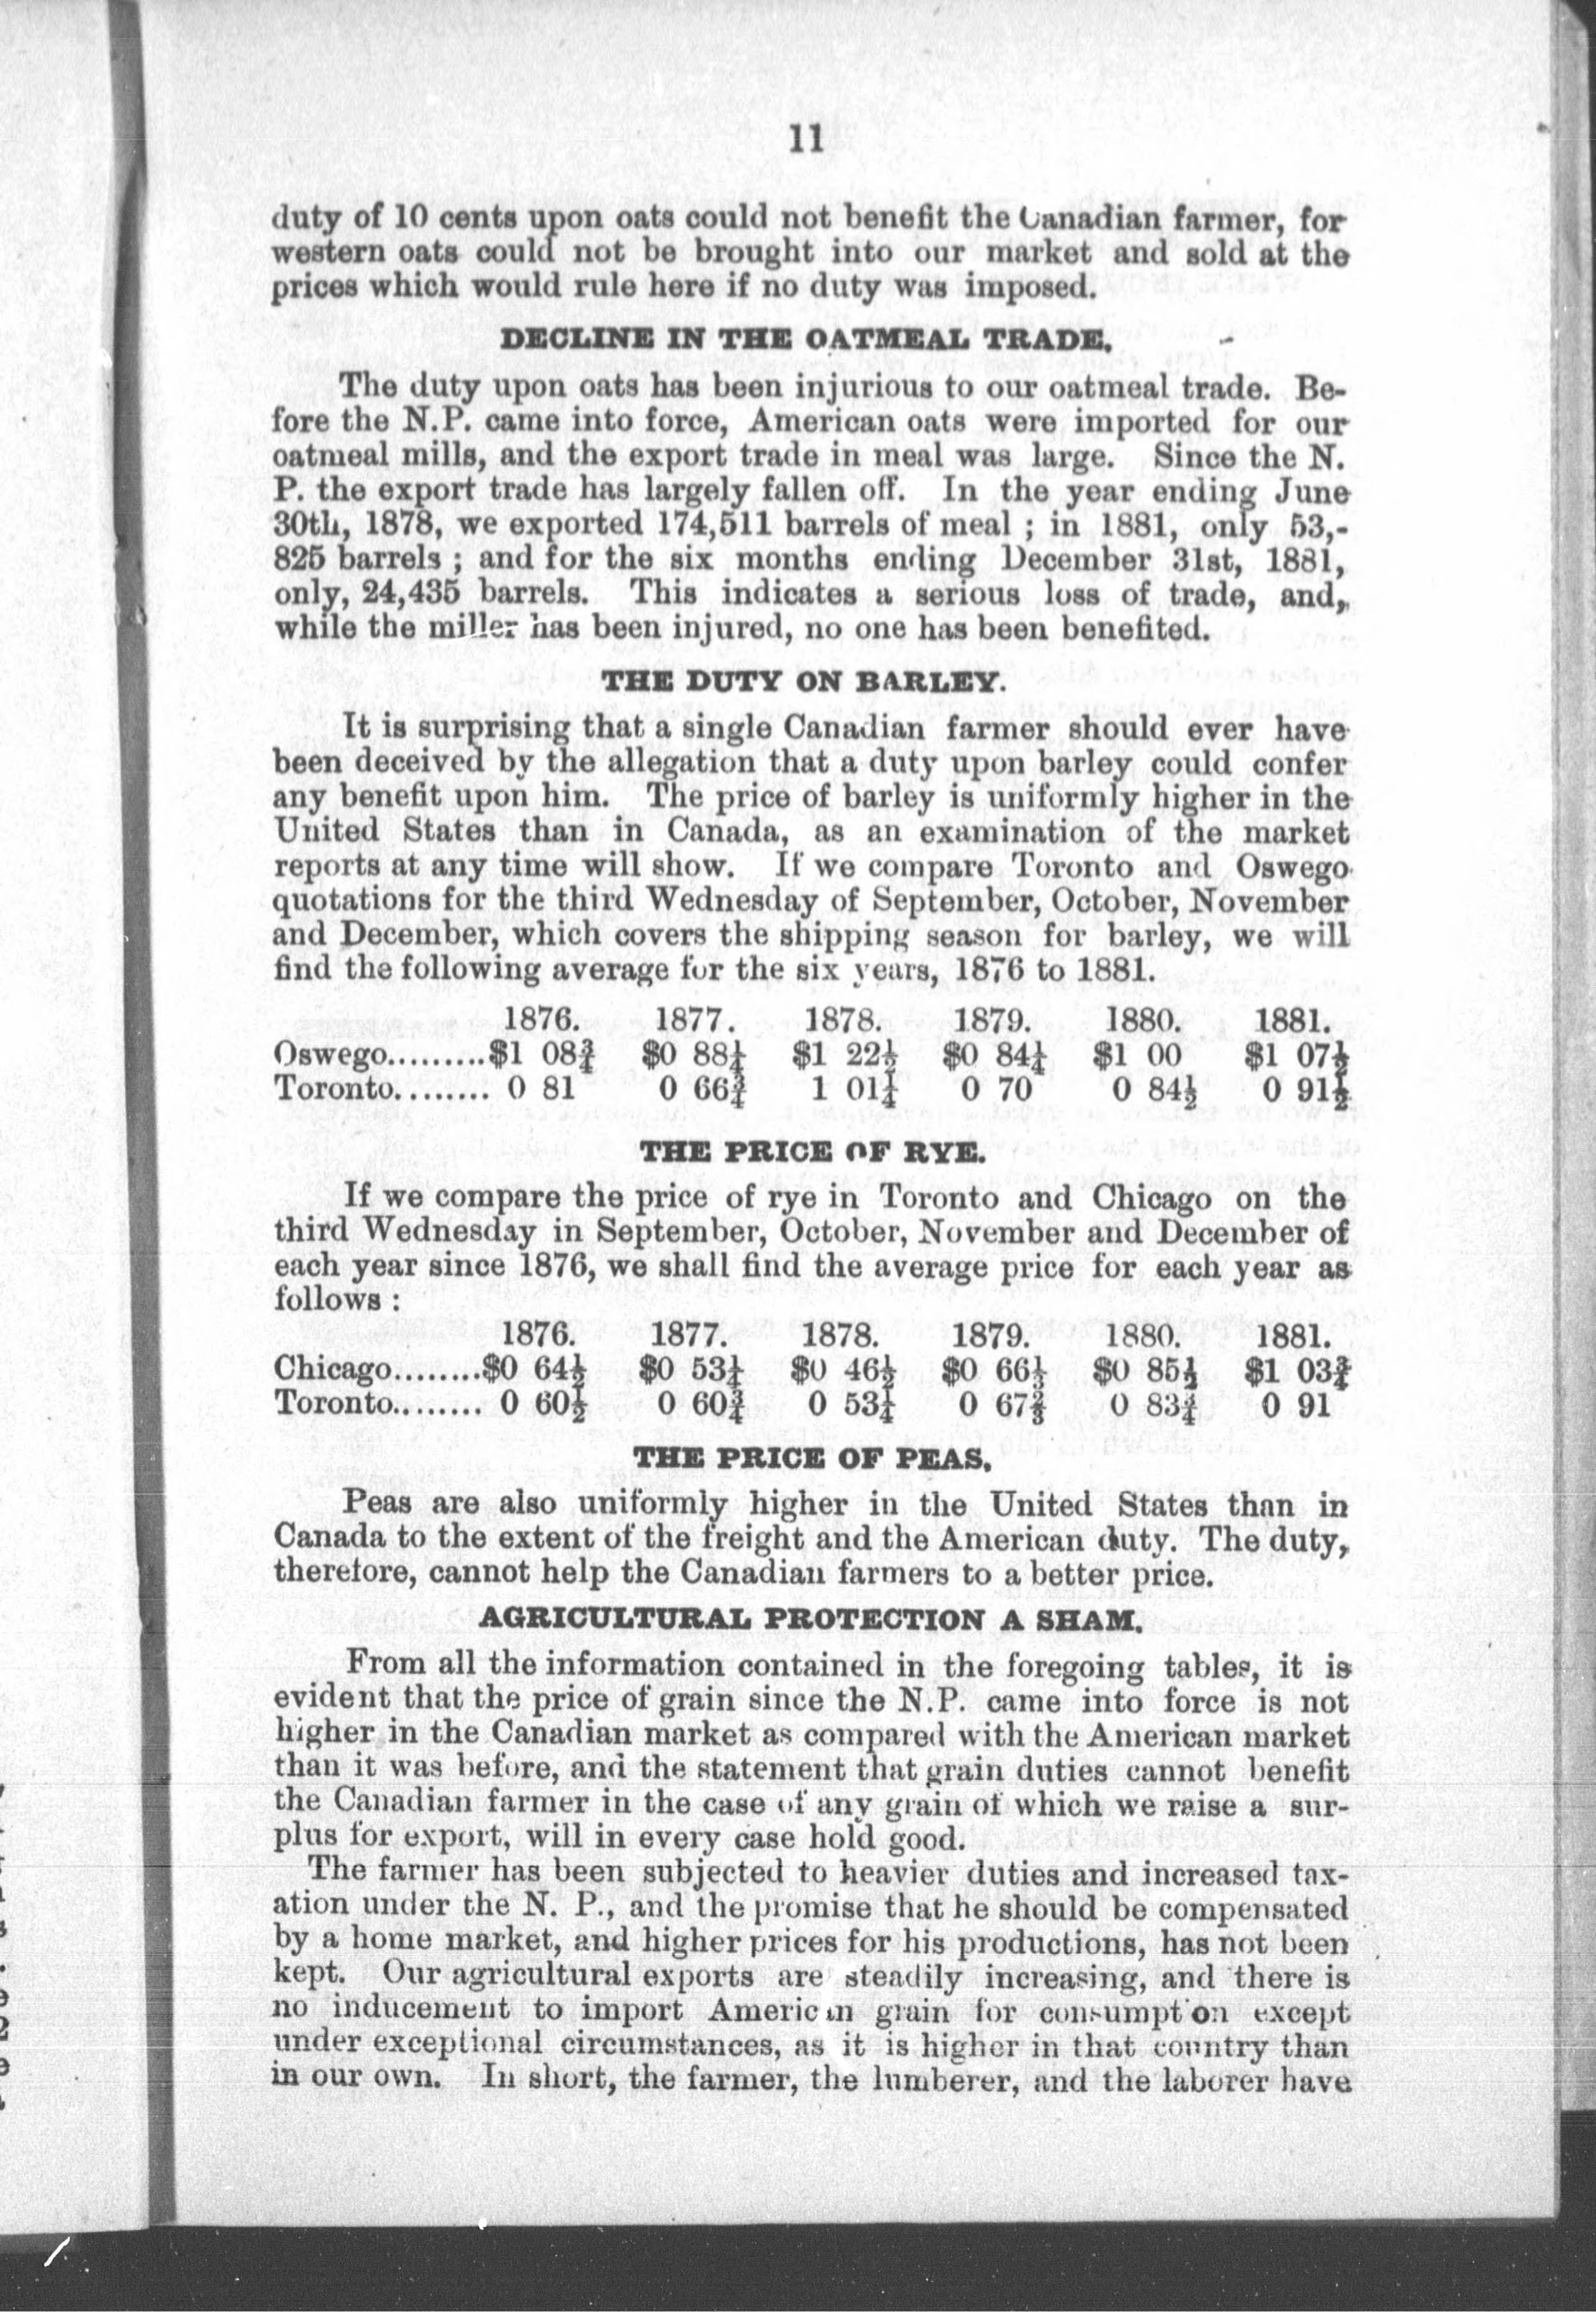 11
duty of 10 cents upon oats could not benefit the Canadian farmer, for
western oats could not be brought into our market and sold at the
prices which would rule here if no duty was imposed.
DECLINE IN THE OATMEAL TRADE.
The duty upon oats has been injurious to our oatmeal trade. Be-
fore the N.P. came into force, American oats were imported for our
oatmeal mills, and the export trade in meal was large. Since the N.
P. the export trade has largely fallen off. In the year ending June
30th, 1878, we exported 174,511 barrels of meal ; in 1881, only 53,-
825 barrels ; and for the six months ending December 31st, 1881,
only, 24,435 barrels. This indicates a serious loss of trade, and,
while the miller has been injured, no one has been benefited.
THE DUTY ON BARLEY.
It is surprising that a single Canadian farmer should ever have
been deceived by the allegation that a duty upon barley could confer
any benefit upon him. The price of barley is uniformly higher in the
United States than in Canada, as an examination of the market
reports at any time will show. If we compare Toronto and Oswego
quotations for the third Wednesday of September, October, November
and December, which covers the shipping season for barley, we will
find the following average for the six years, 1876 to 1881.
1876. 1877. 1878. 1879. 1880. 1881.
Oswego.........$1 08¾ $0 88¼ $1 22½ $0 84¼ $1 00 $1 07½
Toronto......... 0 81 0 66¾ 1 01¼ 0 70 0 84½ 0 91½
THE PRICE OF RYE.
If we compare the price of rye in Toronto and Chicago on the
third Wednesday in September, October, November and December of
each year since 1876, we shall find the average price for each year as
follows :
1876. 1877. 1878. 1879. 1880. 1881.
Chicago........$0 64½ $0 53¼ $0 46½ $0 66⅓ $0 85½ $1 03¾
Toronto......... 0 60½ 0 60¾ 0 53¼ 0 67⅔ 0 83¾ 0 91
THE PRICE OF PEAS.
Peas are also uniformly higher in the United States than in
Canada to the extent of the freight and the American duty. The duty,
therefore, cannot help the Canadian farmers to a better price.
AGRICULTURAL PROTECTION A SHAM.
From all the information contained in the foregoing tables, it is
evident that the price of grain since the N.P. came into force is not
higher in the Canadian market as compared with the American market
than it was before, and the statement that grain duties cannot benefit
the Canadian farmer in the case of any grain of which we raise a sur-
plus for export, will in every case hold good.
The farmer has been subjected to heavier duties and increased tax-
ation under the N. P., and the promise that he should be compensated
by a home market, and higher prices for his productions, has not been
kept. Our agricultural exports are steadily increasing, and there is
no inducement to import American grain for consumption except
under exceptional circumstances, as it is higher in that country than
in our own. In short, the farmer, the lumberer, and the laborer have